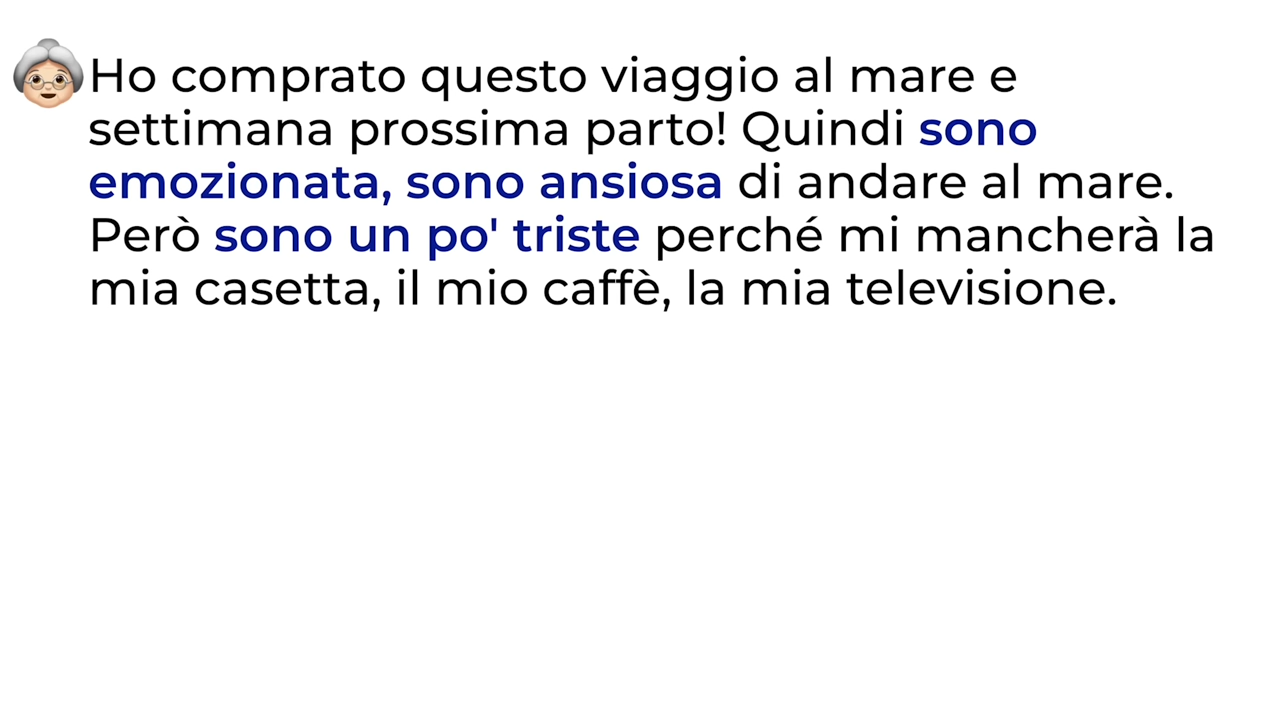 Ho comprato questo viaggio al mare e
settimana prossima parto! Quindi sono
emozionata, sono ansiosa di andare al mare.
Però sono un po' triste perché mi mancherà la
mia casetta, il mio caffè, la mia televisione.